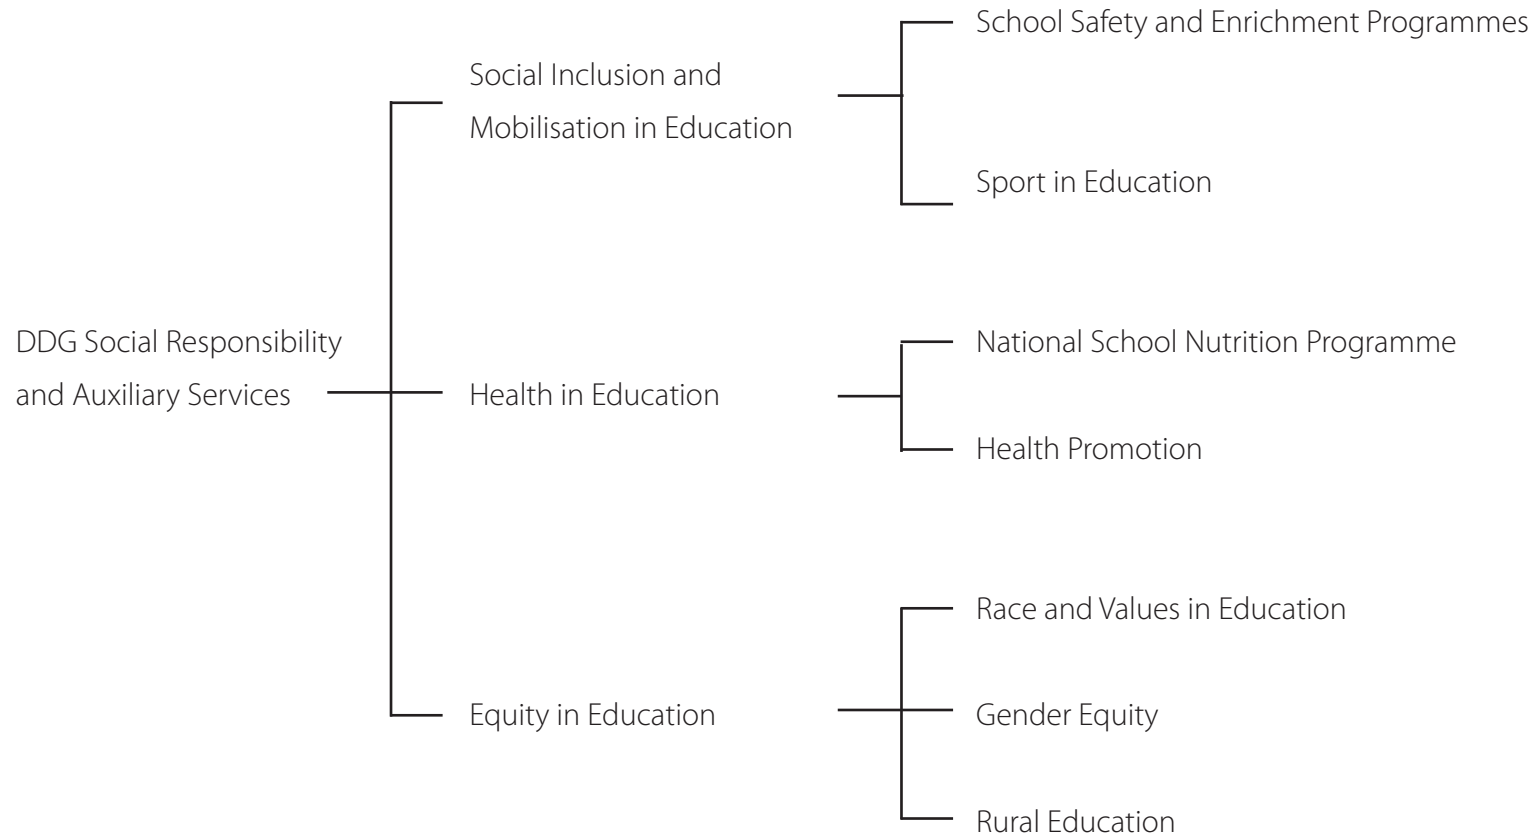 School Safety and Enrichment Programmes
Social Inclusion and
Mobilisation in Education
Sport in Education
DDG Social Responsibility
and Auxiliary Services
National School Nutrition Programme
Health in Education
Health Promotion
Race and Values in Education
Equity in Education
Gender Equity
Rural Education